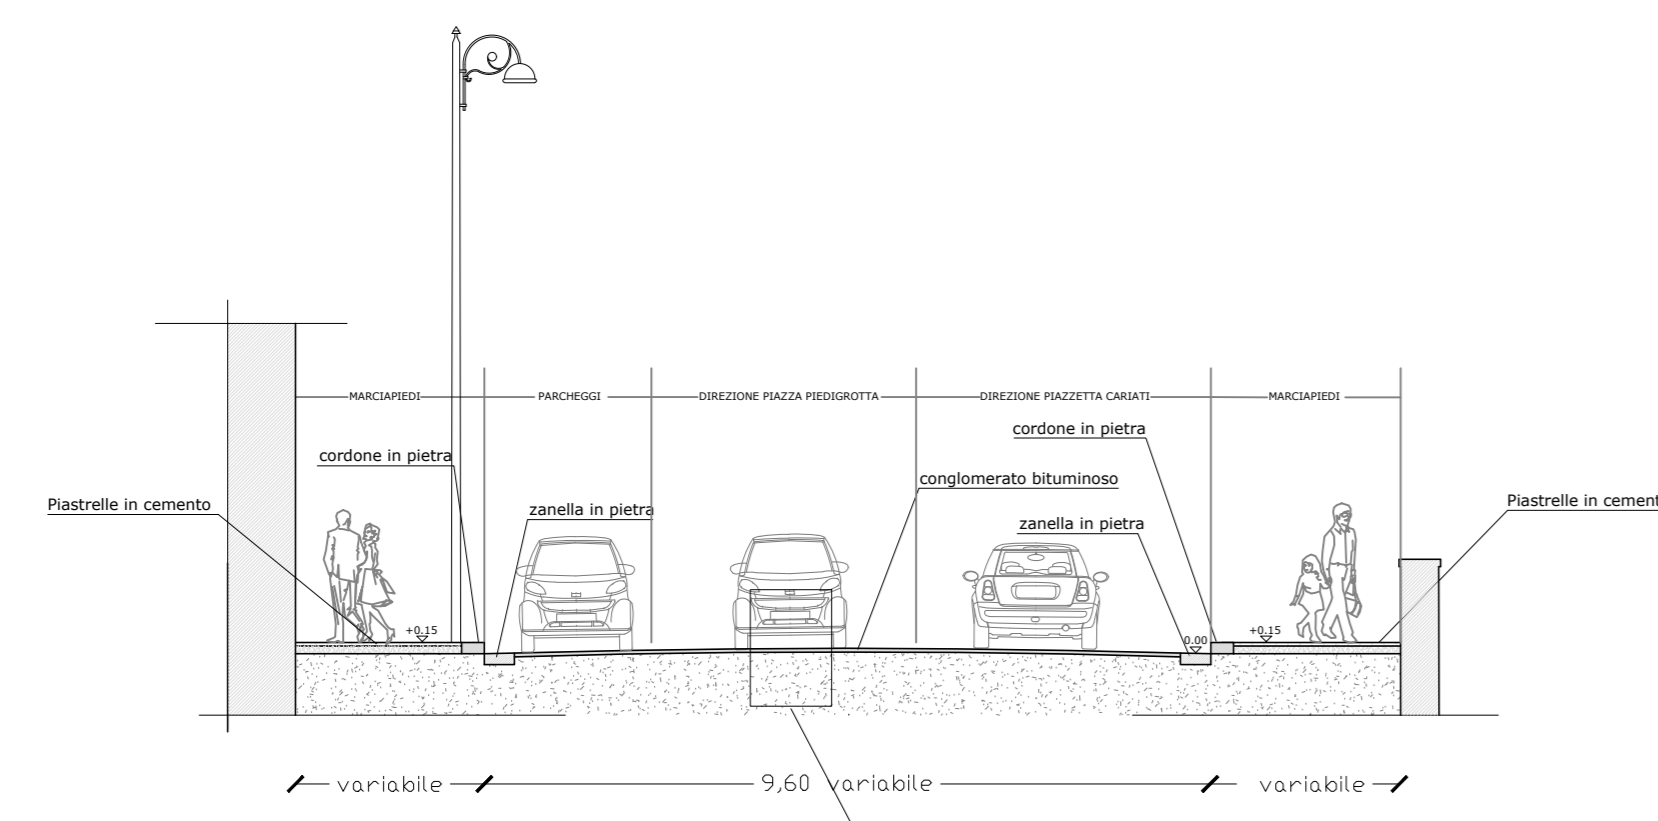 MARCIAPIEDI
PARCHEGGI
DIREZIONE PIAZZA PIEDIGROTTA
DIREZIONE PIAZZETTA CARIATI
MARCIAPIEDI
cordone in pietra
cordone in pietra
conglomerato bituminoso
Piastrelle in cemento
zanella in pietra
zanella in pietra
Piastrelle in cement
+0.15
0.00
+0.15
variabile
9,60 variabile
variabile